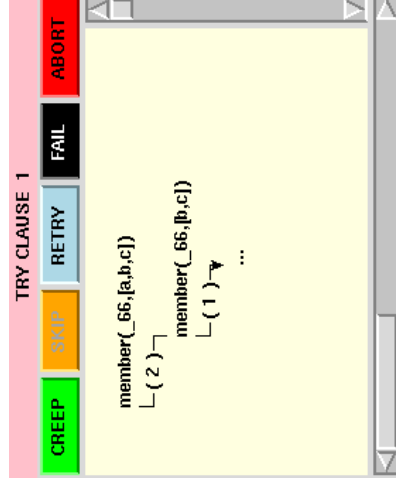 TRY CLAUSE 1
CREEP SKIP RETRY FAIL ABORT
member(_66,[a,b,c])
( 2 )
member(_66,[b,c])
( 1 )
...